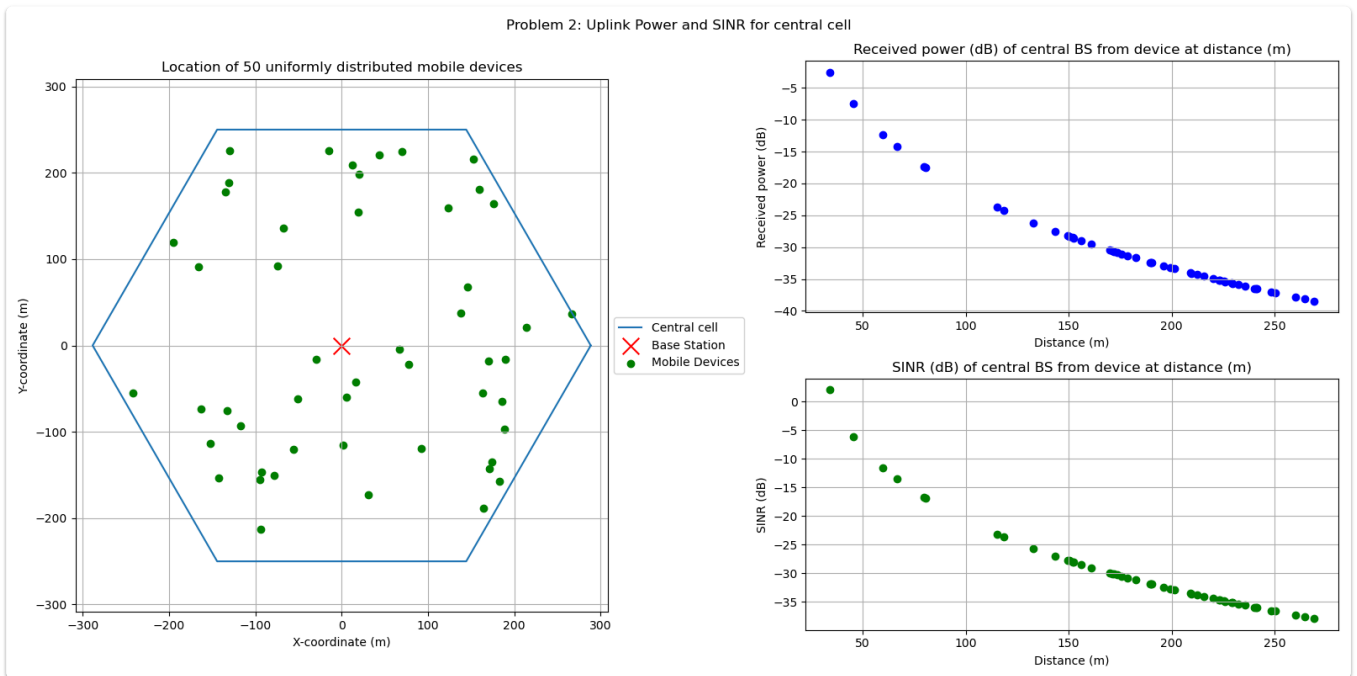 Problem 2: Uplink Power and SINR for central cell
Location of 50 uniformly distributed mobile devices
300
200
100
0
−100
−200
−300
Y-coordinate (m)
−300 −200 −100 0 100 200 300
X-coordinate (m)
Central cell
Base Station
Mobile Devices
Received power (dB) of central BS from device at distance (m)
−5
−10
−15
−20
−25
−30
−35
−40
Received power (dB)
50 100 150 200 250
Distance (m)
SINR (dB) of central BS from device at distance (m)
0
−5
−10
−15
−20
−25
−30
−35
SINR (dB)
50 100 150 200 250
Distance (m)